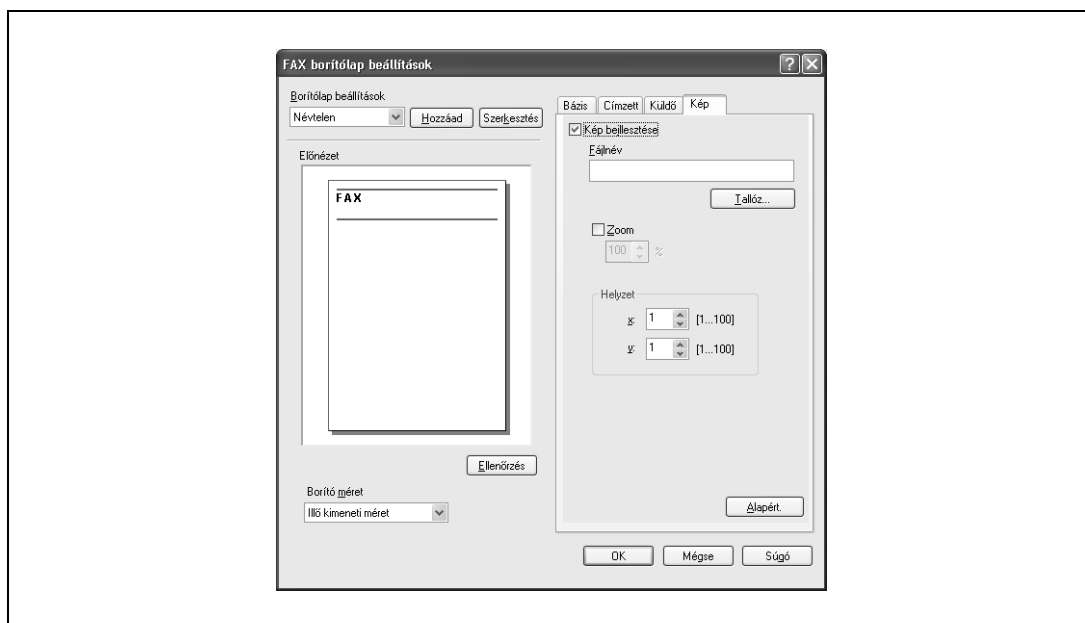 FAX borítólap beállítások
Borítólap beállítások
Névtelen
Hozzáad
Szerkesztés
Előnézet
FAX
Ellenőrzés
Borító méret
Illő kimeneti méret
Bázis
Címzett
Küldő
Kép
Kép bejllesztése
Fájlnév
Tallóz...
Zoom
100 %
Helyzet
x: 1 [1...100]
y: 1 [1...100]
Alapért.
OK
Mégse
Súgó